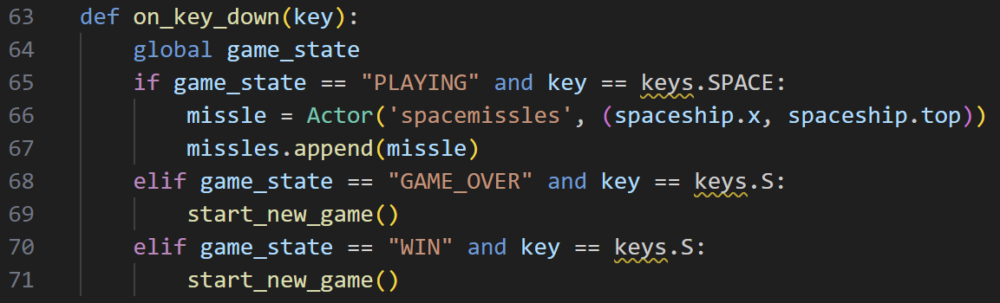 63 def on_key_down(key):
64     global game_state
65     if game_state == "PLAYING" and key == keys.SPACE:
66         missle = Actor('spacemissles', (spaceship.x, spaceship.top))
67         missles.append(missle)
68     elif game_state == "GAME_OVER" and key == keys.S:
69         start_new_game()
70     elif game_state == "WIN" and key == keys.S:
71         start_new_game()